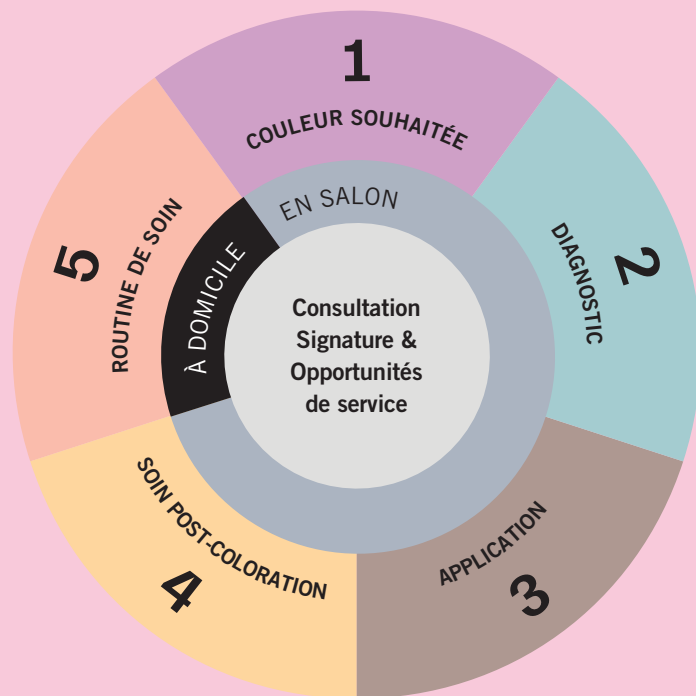 1
COULEUR SOUHAITÉE
2
DIAGNOSTIC
3
APPLICATION
4
SOIN POST-COLORATION
5
ROUTINE DE SOIN
EN SALON
À DOMICILE
Consultation
Signature &
Opportunités
de service